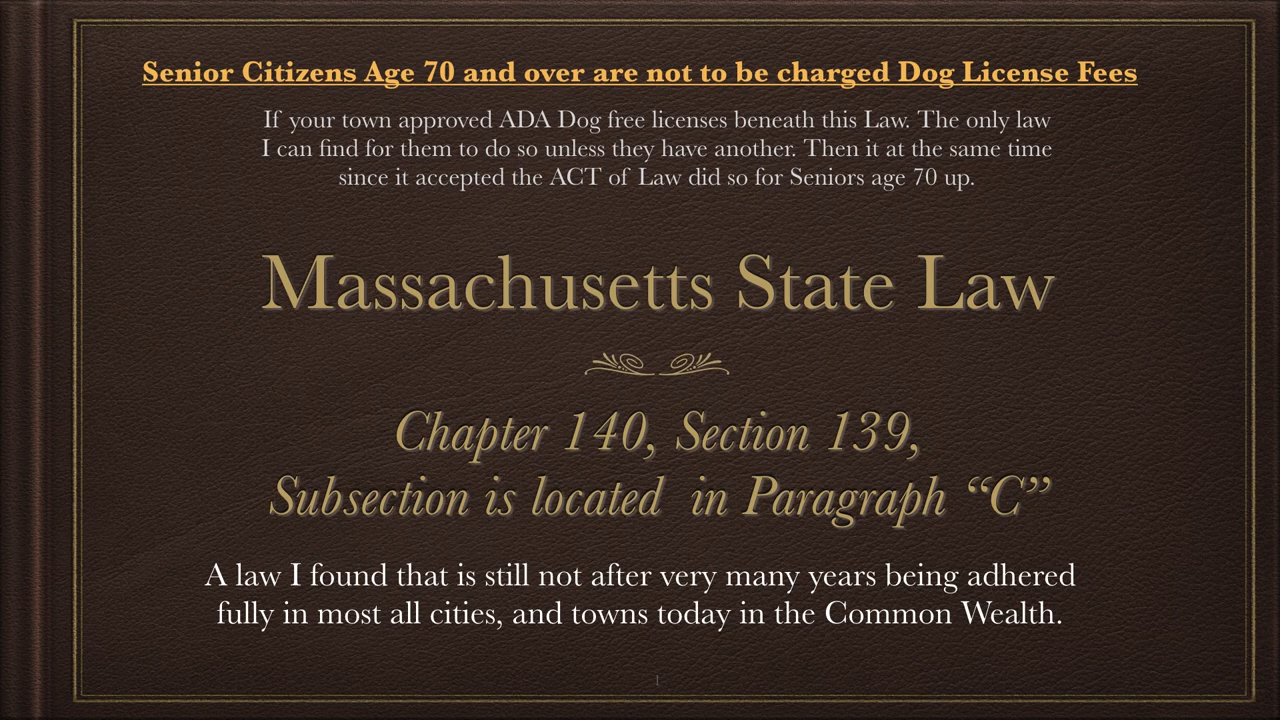 Senior Citizens Age 70 and over are not to be charged Dog License Fees
If your town approved ADA Dog free licenses beneath this Law. The only law
I can find for them to do so unless they have another. Then it at the same time
since it accepted the ACT of Law did so for Seniors age 70 up.
Massachusetts State Law
Chapter 140, Section 139,
Subsection is located in Paragraph “C”
A law I found that is still not after very many years being adhered
fully in most all cities, and towns today in the Common Wealth.
1